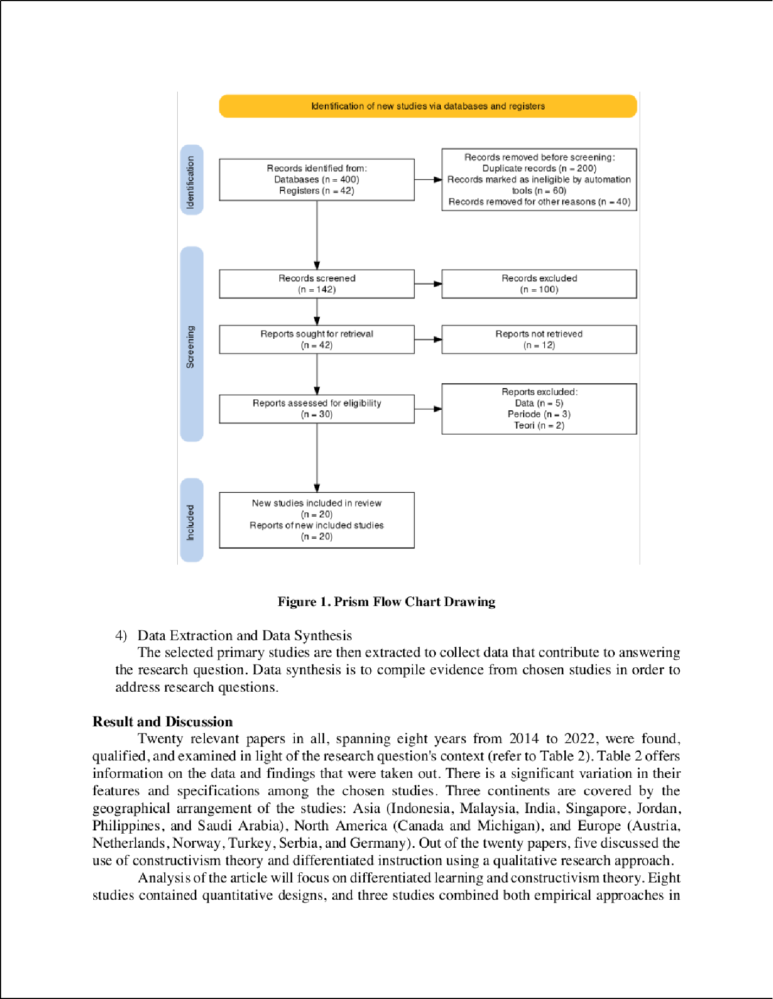 Identification of new studies via databases and registers
Identification
Records identified from:
Databases (n = 400)
Registers (n = 42)
Records removed before screening:
Duplicate records (n = 200)
Records marked as ineligible by automation
tools (n = 60)
Records removed for other reasons (n = 40)
Screening
Records screened
(n = 142)
Records excluded
(n = 100)
Reports sought for retrieval
(n = 42)
Reports not retrieved
(n = 12)
Reports assessed for eligibility
(n = 30)
Reports excluded:
Data (n = 5)
Periode (n = 3)
Teori (n = 2)
Included
New studies included in review
(n = 20)
Reports of new included studies
(n = 20)
Figure 1. Prism Flow Chart Drawing
4) Data Extraction and Data Synthesis
The selected primary studies are then extracted to collect data that contribute to answering
the research question. Data synthesis is to compile evidence from chosen studies in order to
address research questions.
Result and Discussion
Twenty relevant papers in all, spanning eight years from 2014 to 2022, were found,
qualified, and examined in light of the research question's context (refer to Table 2). Table 2 offers
information on the data and findings that were taken out. There is a significant variation in their
features and specifications among the chosen studies. Three continents are covered by the
geographical arrangement of the studies: Asia (Indonesia, Malaysia, India, Singapore, Jordan,
Philippines, and Saudi Arabia), North America (Canada and Michigan), and Europe (Austria,
Netherlands, Norway, Turkey, Serbia, and Germany). Out of the twenty papers, five discussed the
use of constructivism theory and differentiated instruction using a qualitative research approach.
Analysis of the article will focus on differentiated learning and constructivism theory. Eight
studies contained quantitative designs, and three studies combined both empirical approaches in